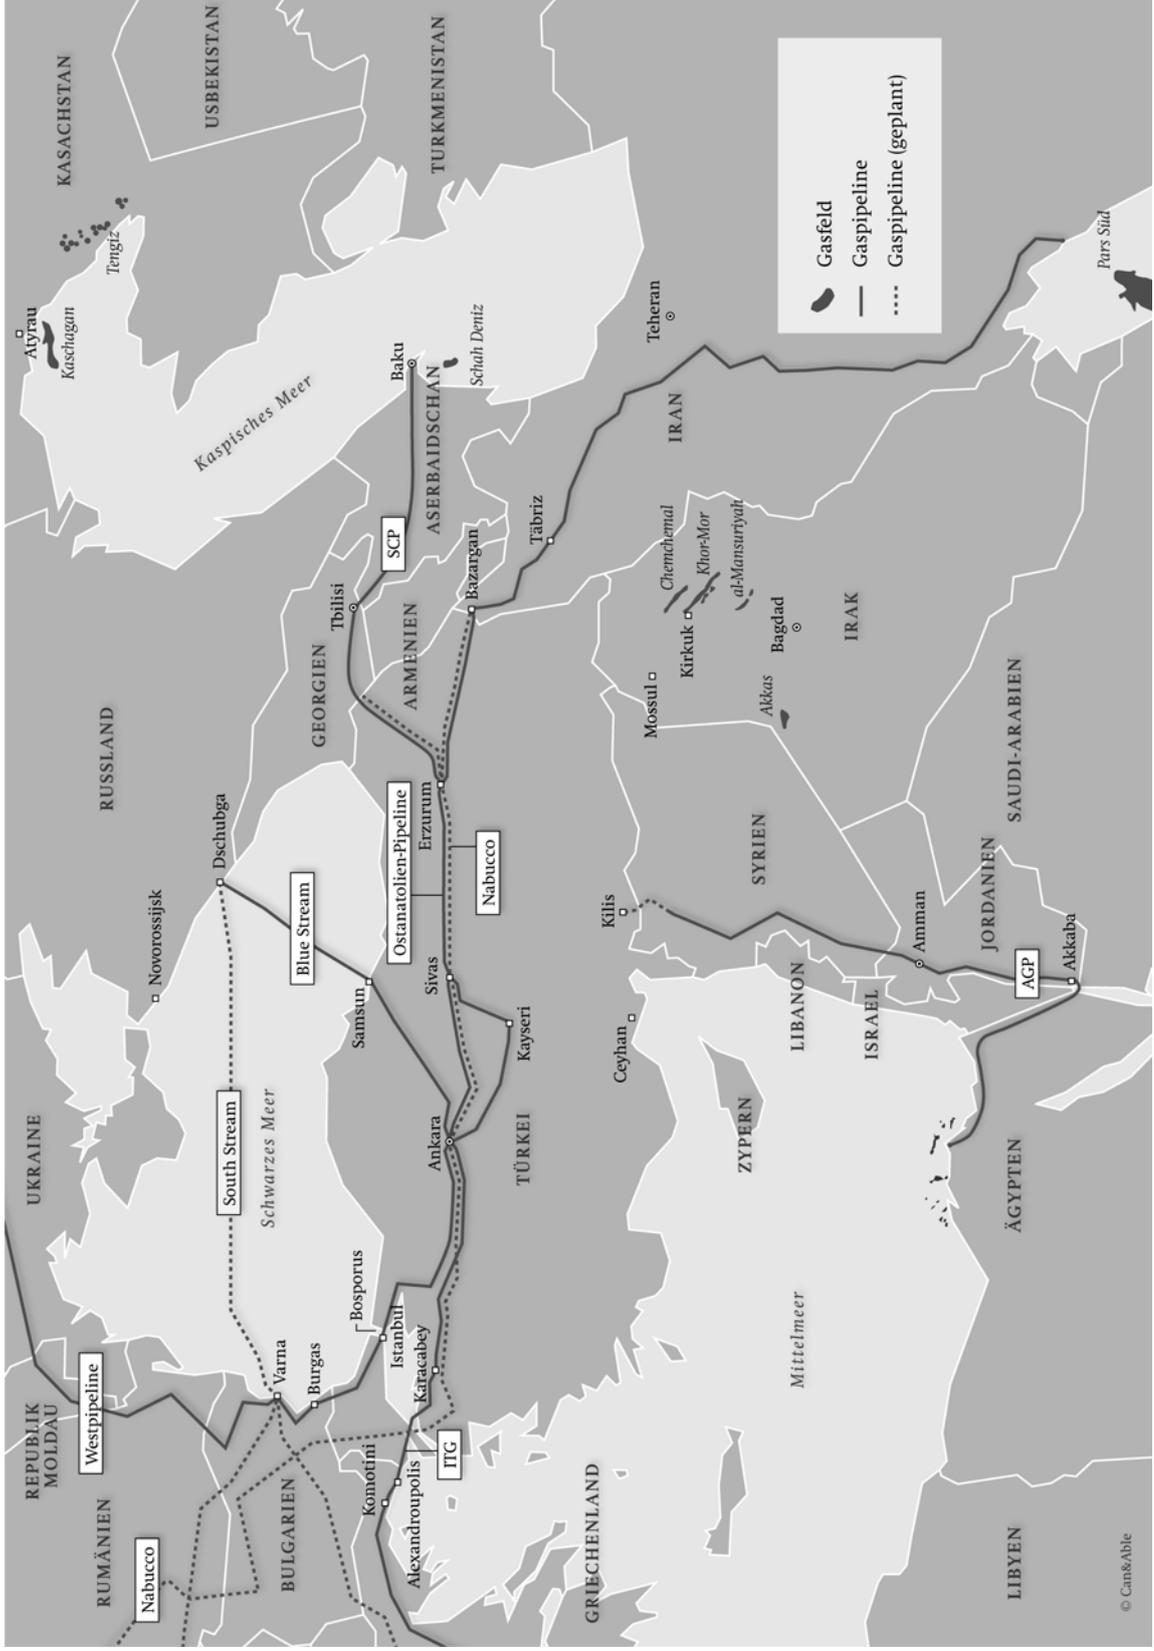 KASACHSTAN
USBEKISTAN
TURKMENISTAN
Atyrau
Kaschagan
Tengiz
Kaspisches Meer
Baku
Schah Deniz
ASERBAIDSCHAN
SCP
Teheran
IRAN
Pars Süd
Gasfeld
Gaspipeline
Gaspipeline (geplant)
RUSSLAND
GEORGIEN
Tbilisi
ARMENIEN
Bazargan
Täbriz
Chemchemal
Khor-Mor
al-Mansuriyah
Kirkuk
Mossul
Bagdad
Akkas
IRAK
Dschubga
Novorossijsk
Blue Stream
Ostanatolien-Pipeline
Erzurum
Nabucco
Samsun
Sivas
Kayseri
Kilis
Ceyhan
SYRIEN
SAUDI-ARABIEN
Amman
JORDANIEN
AGP
Akkaba
LIBANON
ISRAEL
UKRAINE
South Stream
Schwarzes Meer
Ankara
TÜRKEI
ZYPERN
ÄGYPTEN
Mittelmeer
Bosporus
Istanbul
Karacabey
Varna
Burgas
REPUBLIK
MOLDAU
Westpipeline
RUMÄNIEN
Nabucco
BULGARIEN
Komotini
Alexandroupolis
ITG
GRIECHENLAND
LIBYEN
© Can&Able